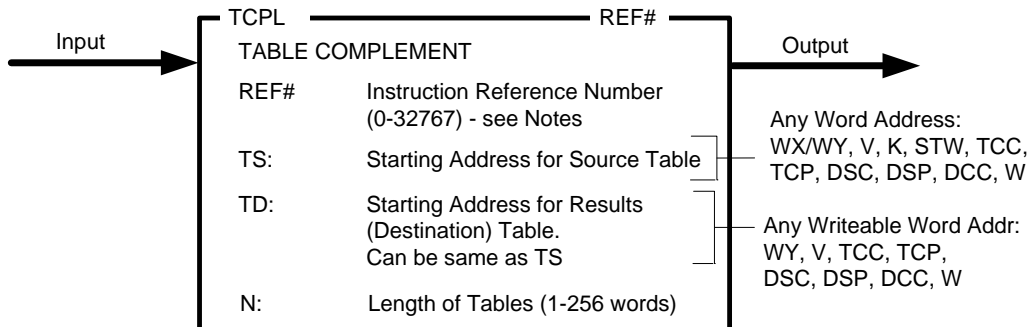 TCPL REF#
Input
TABLE COMPLEMENT
Output
REF# Instruction Reference Number
(0-32767) - see Notes
TS: Starting Address for Source Table
Any Word Address:
WX/WY, V, K, STW, TCC,
TCP, DSC, DSP, DCC, W
TD: Starting Address for Results
(Destination) Table.
Can be same as TS
Any Writeable Word Addr:
WY, V, TCC, TCP,
DSC, DSP, DCC, W
N: Length of Tables (1-256 words)